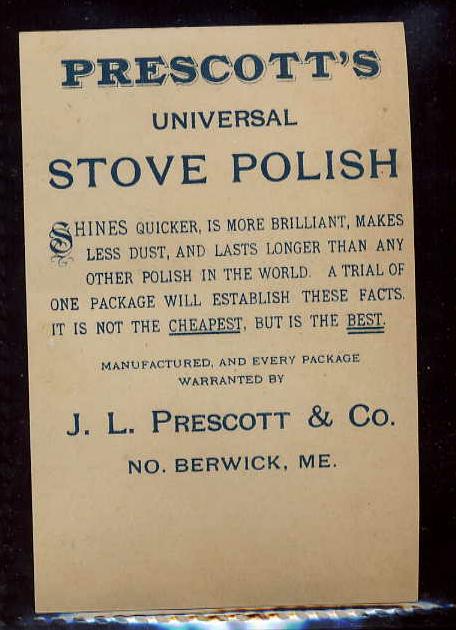 PRESCOTT'S
UNIVERSAL
STOVE POLISH
SHINES QUICKER, IS MORE BRILLIANT, MAKES
LESS DUST, AND LASTS LONGER THAN ANY
OTHER POLISH IN THE WORLD. A TRIAL OF
ONE PACKAGE WILL ESTABLISH THESE FACTS.
IT IS NOT THE CHEAPEST, BUT IS THE BEST.
MANUFACTURED, AND EVERY PACKAGE
WARRANTED BY
J. L. PRESCOTT & CO.
NO. BERWICK, ME.